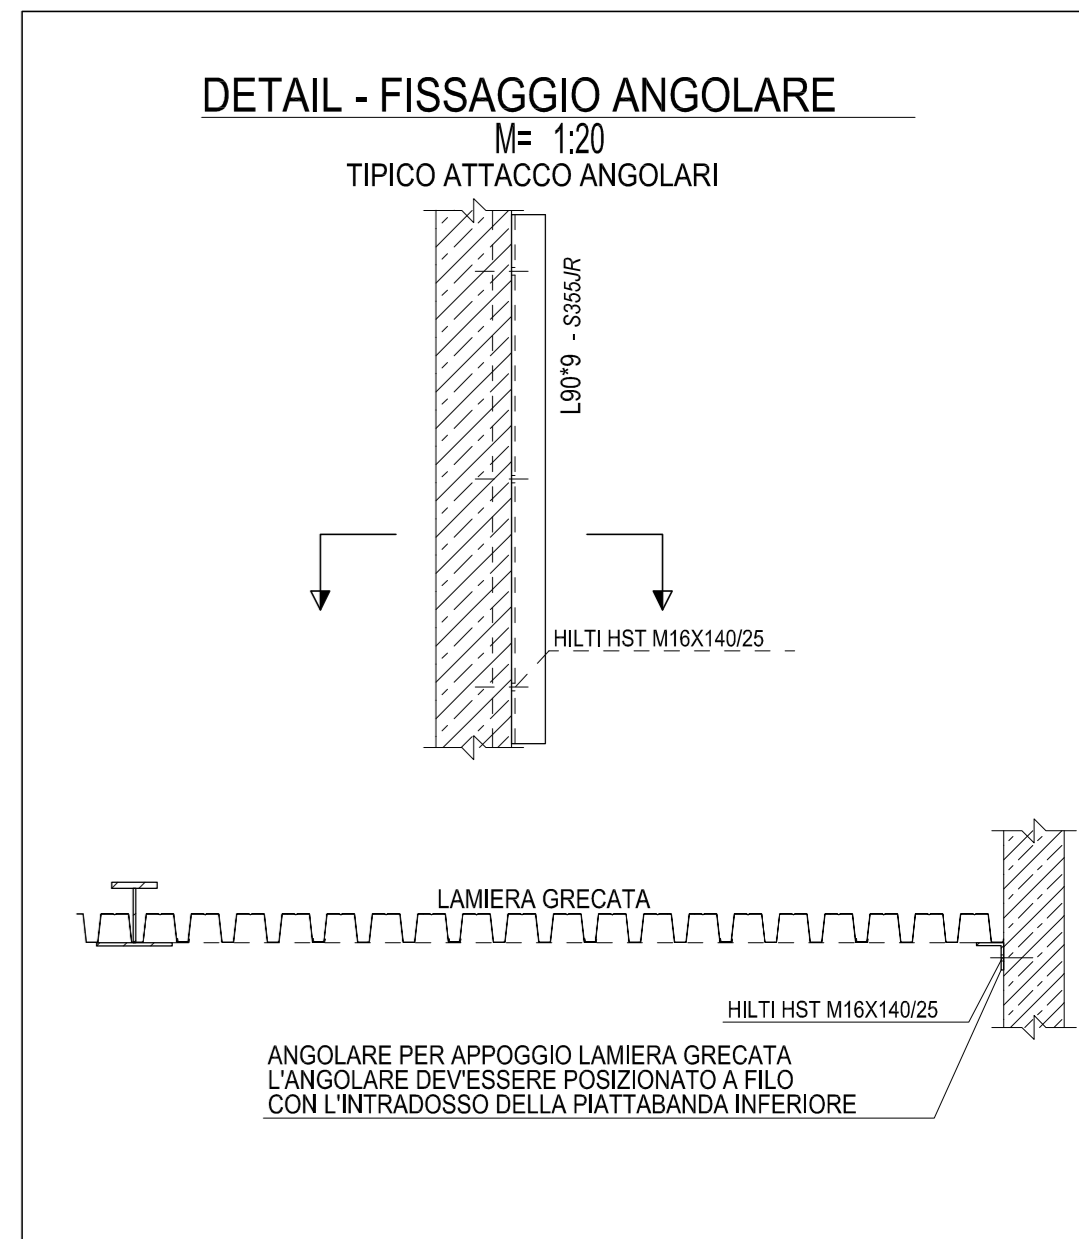 DETAIL - FISSAGGIO ANGOLARE
M= 1:20
TIPICO ATTACCO ANGOLARI
L90*9 - S355JR
HILTI HST M16X140/25
LAMIERA GRECATA
HILTI HST M16X140/25
ANGOLARE PER APPOGGIO LAMIERA GRECATA
L'ANGOLARE DEV'ESSERE POSIZIONATO A FILO
CON L'INTRADOSSO DELLA PIATTABANDA INFERIORE